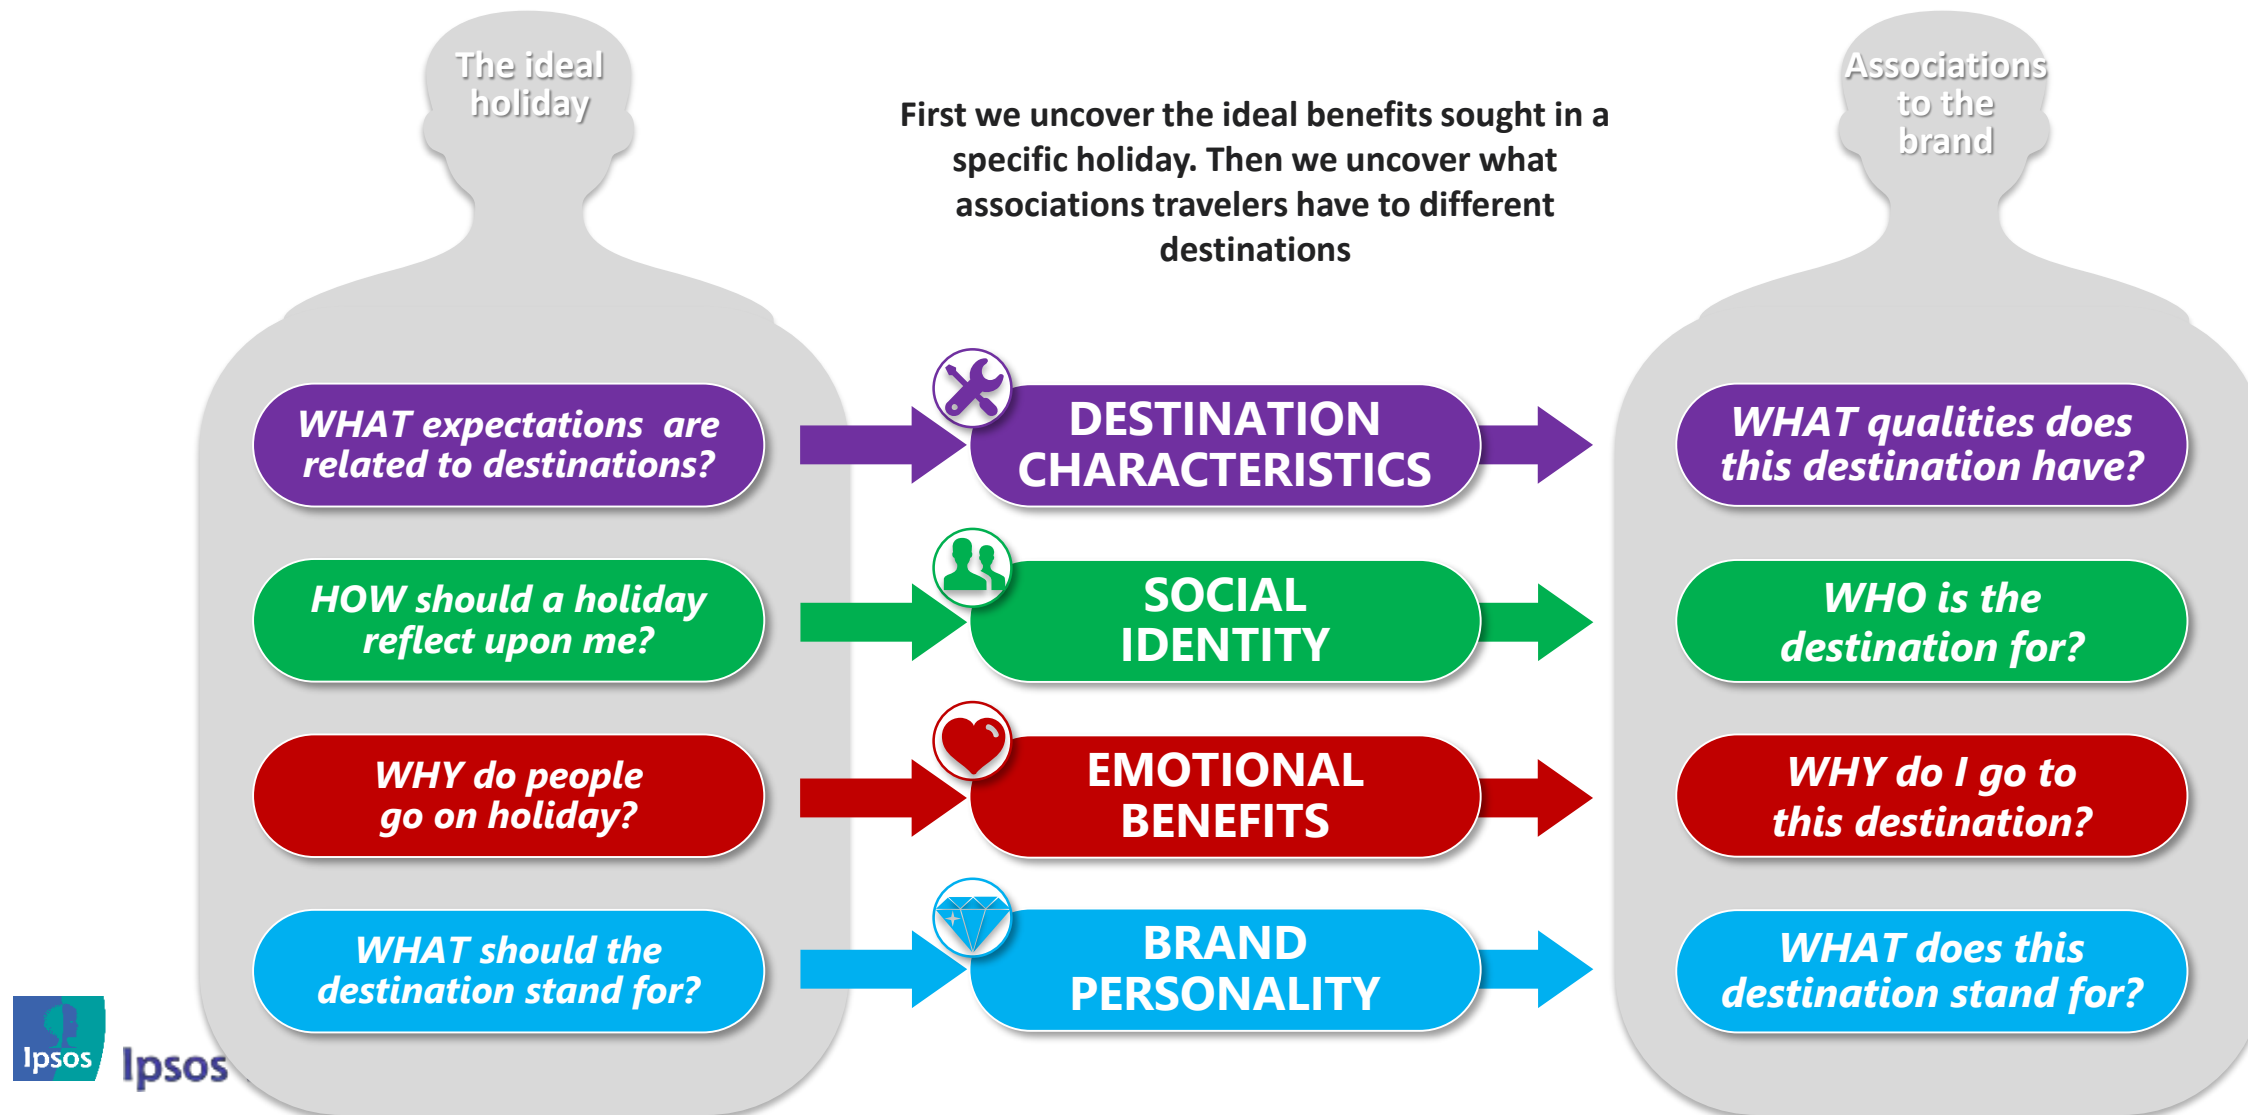 The ideal
holiday
First we uncover the ideal benefits sought in a
specific holiday. Then we uncover what
associations travelers have to different
destinations
Associations
to the
brand
WHAT expectations are
related to destinations?
DESTINATION
CHARACTERISTICS
WHAT qualities does
this destination have?
HOW should a holiday
reflect upon me?
SOCIAL
IDENTITY
WHO is the
destination for?
WHY do people
go on holiday?
EMOTIONAL
BENEFITS
WHY do I go to
this destination?
WHAT should the
destination stand for?
BRAND
PERSONALITY
WHAT does this
destination stand for?
Ipsos
Ipsos